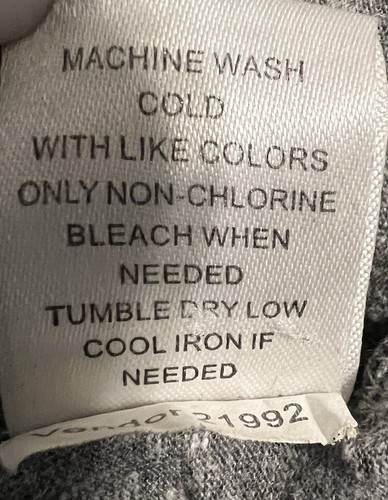 MACHINE WASH
COLD
WITH LIKE COLORS
ONLY NON-CHLORINE
BLEACH WHEN
NEEDED
TUMBLE DRY LOW
COOL IRON IF
NEEDED
Vendor 21992